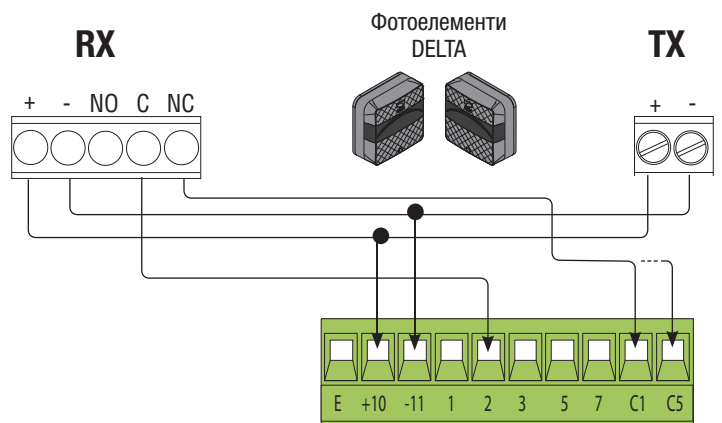 Фотоелементи
DELTA
RX
TX
+ - NO C NC
+ -
E +10 -11 1 2 3 5 7 C1 C5